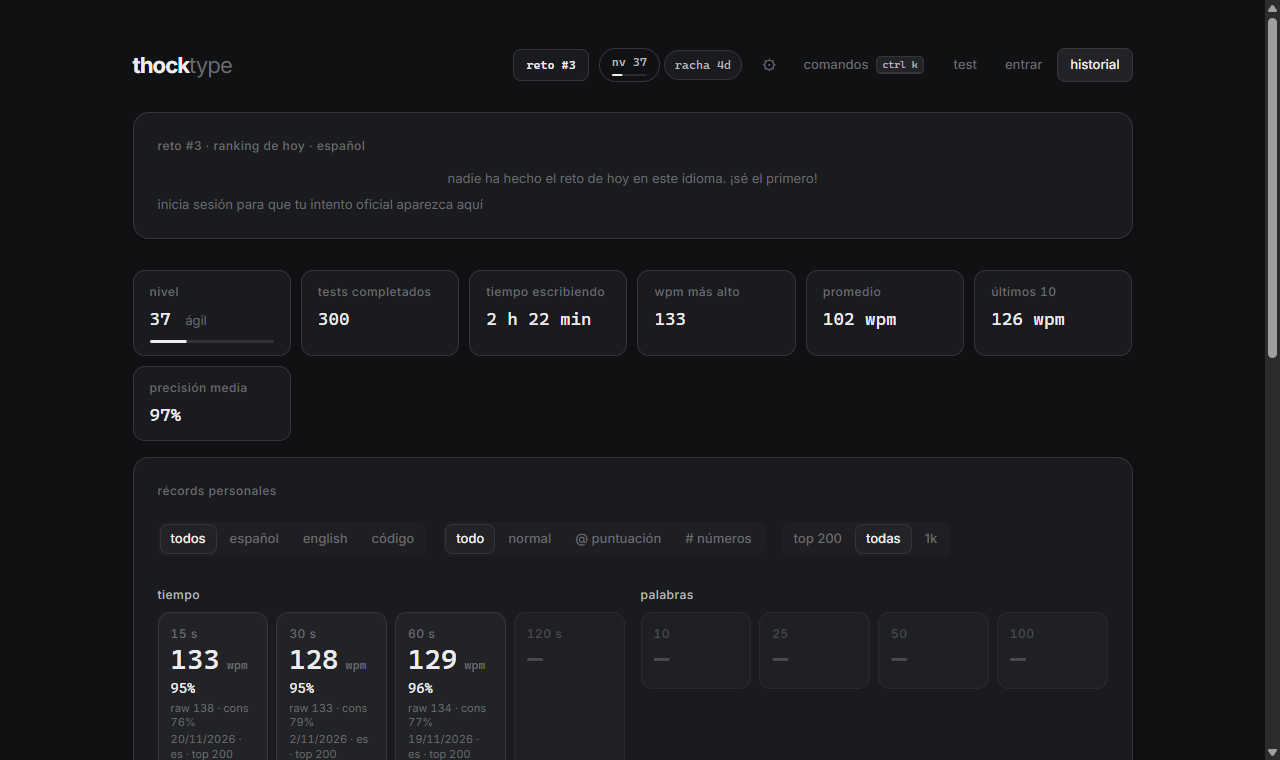 thocktype
reto #3
nv 37
racha 4d
comandos ctrl k
test
entrar
historial
reto #3 · ranking de hoy · español
nadie ha hecho el reto de hoy en este idioma. ¡sé el primero!
inicia sesión para que tu intento oficial aparezca aquí
nivel
37 ágil
tests completados
300
tiempo escribiendo
2 h 22 min
wpm más alto
133
promedio
102 wpm
últimos 10
126 wpm
precisión media
97%
récords personales
todos español english código
todo normal @ puntuación # números
top 200 todas 1k
tiempo
15 s
133 wpm
95%
raw 138 · cons
76%
20/11/2026 ·
es · top 200
30 s
128 wpm
95%
raw 133 · cons
79%
2/11/2026 · es
· top 200
60 s
129 wpm
96%
raw 134 · cons
77%
19/11/2026 ·
es · top 200
120 s
—
palabras
10
—
25
—
50
—
100
—